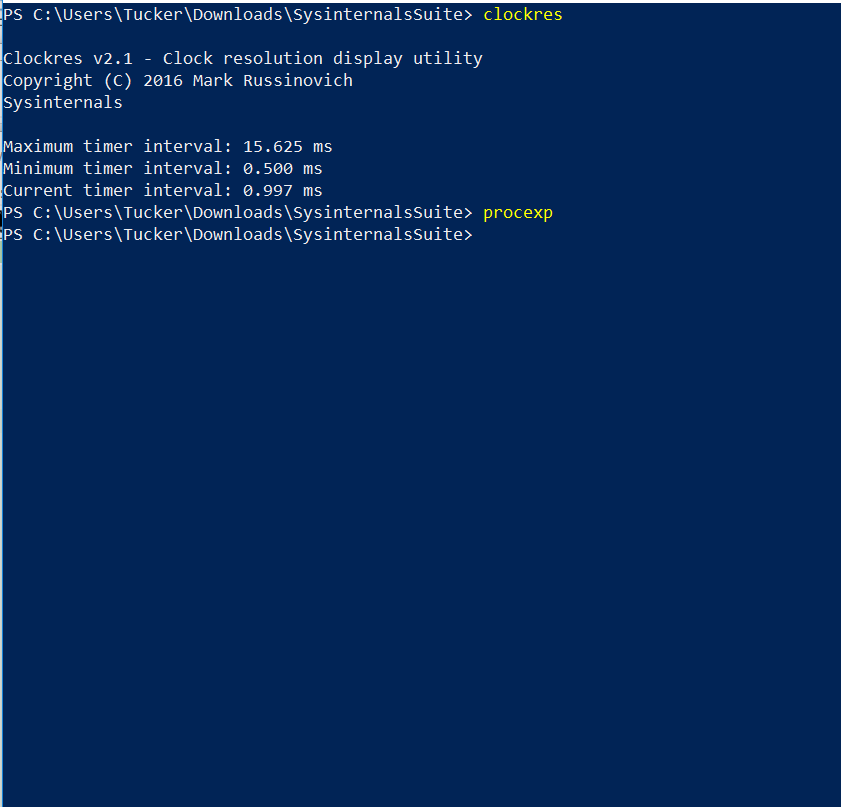 PS C:\Users\Tucker\Downloads\SysinternalsSuite> clockres
Clockres v2.1 - Clock resolution display utility
Copyright (C) 2016 Mark Russinovich
Sysinternals
Maximum timer interval: 15.625 ms
Minimum timer interval: 0.500 ms
Current timer interval: 0.997 ms
PS C:\Users\Tucker\Downloads\SysinternalsSuite> procexp
PS C:\Users\Tucker\Downloads\SysinternalsSuite>